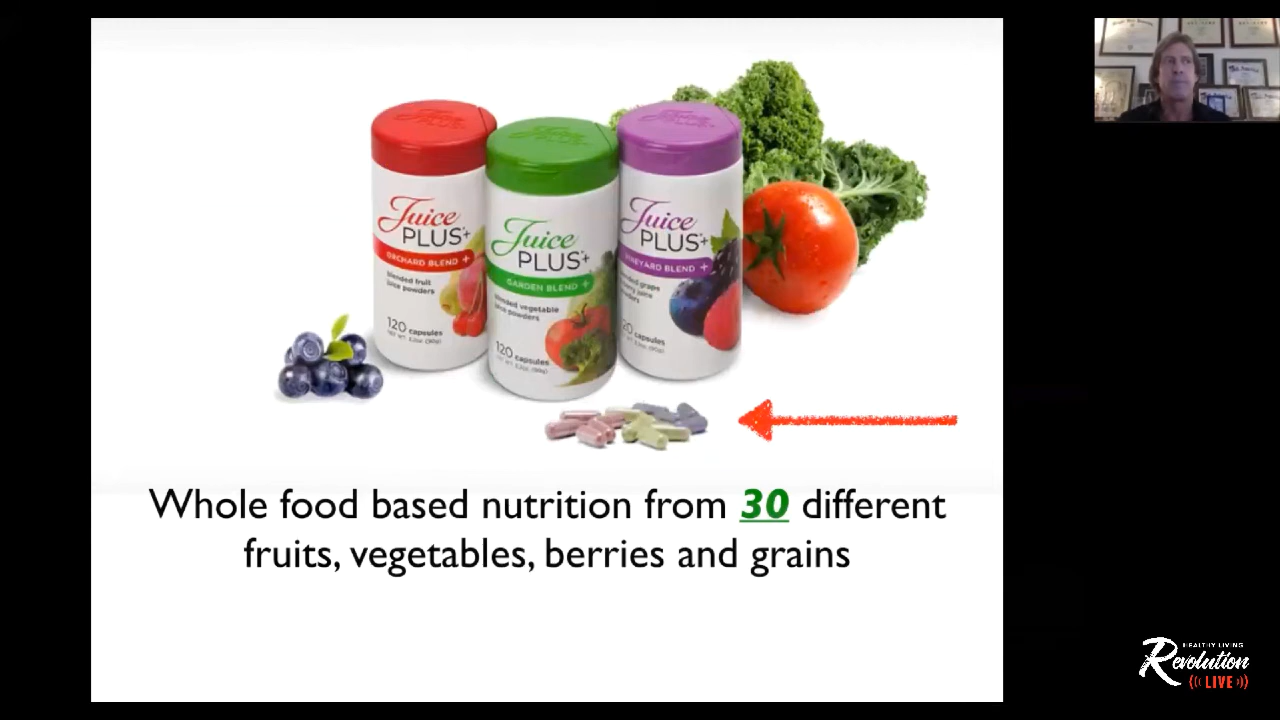 Juice
PLUS+
ORCHARD BLEND +
blended fruit
juice powders
120 capsules
Juice
PLUS+
GARDEN BLEND +
blended vegetable
juice powders
120 capsules
Juice
PLUS+
VINEYARD BLEND +
Whole food based nutrition from 30 different
fruits, vegetables, berries and grains
HEALTHY LIVING
Revolution
LIVE